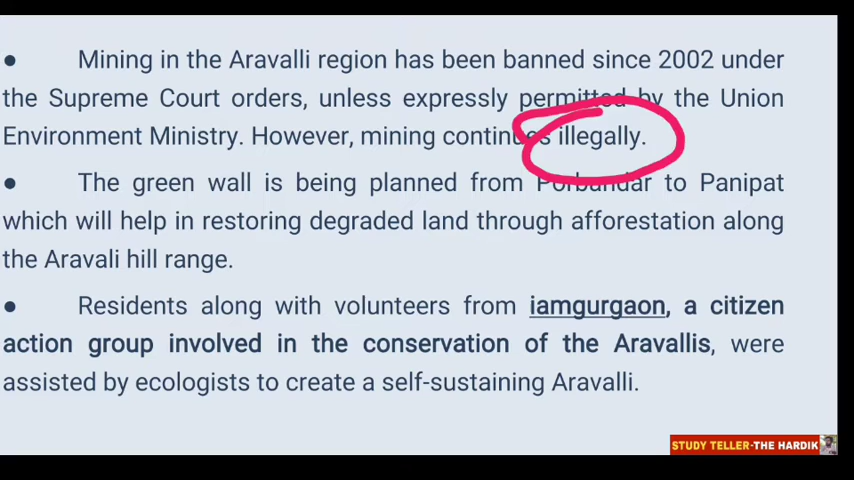 ● Mining in the Aravalli region has been banned since 2002 under
the Supreme Court orders, unless expressly permitted by the Union
Environment Ministry. However, mining continues illegally.
● The green wall is being planned from Porbandar to Panipat
which will help in restoring degraded land through afforestation along
the Aravali hill range.
● Residents along with volunteers from iamgurgaon, a citizen
action group involved in the conservation of the Aravallis, were
assisted by ecologists to create a self-sustaining Aravalli.
STUDY TELLER-THE HARDIK